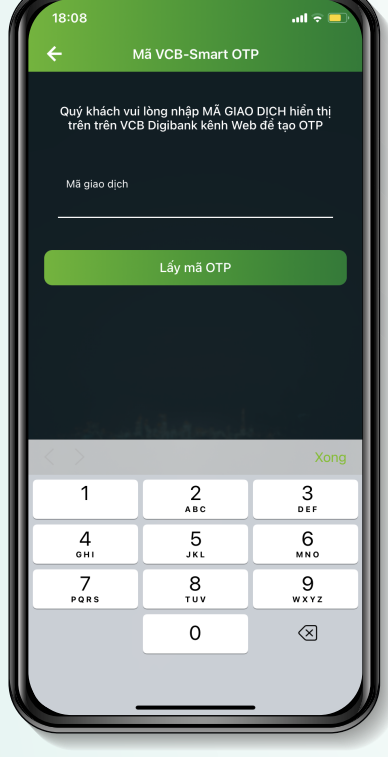 18:08
Mã VCB-Smart OTP
Quý khách vui lòng nhập MÃ GIAO DỊCH hiển thị
trên trên VCB Digibank kênh Web để tạo OTP
Mã giao dịch
Lấy mã OTP
Xong
1
2
ABC
3
DEF
4
GHI
5
JKL
6
MNO
7
PQRS
8
TUV
9
WXYZ
0